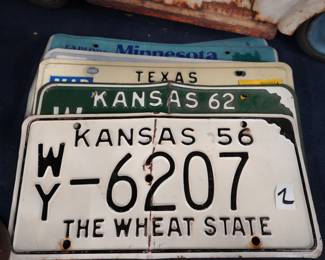 Minnesota
TEXAS
KANSAS 62
KANSAS 56
WY-6207
THE WHEAT STATE
2